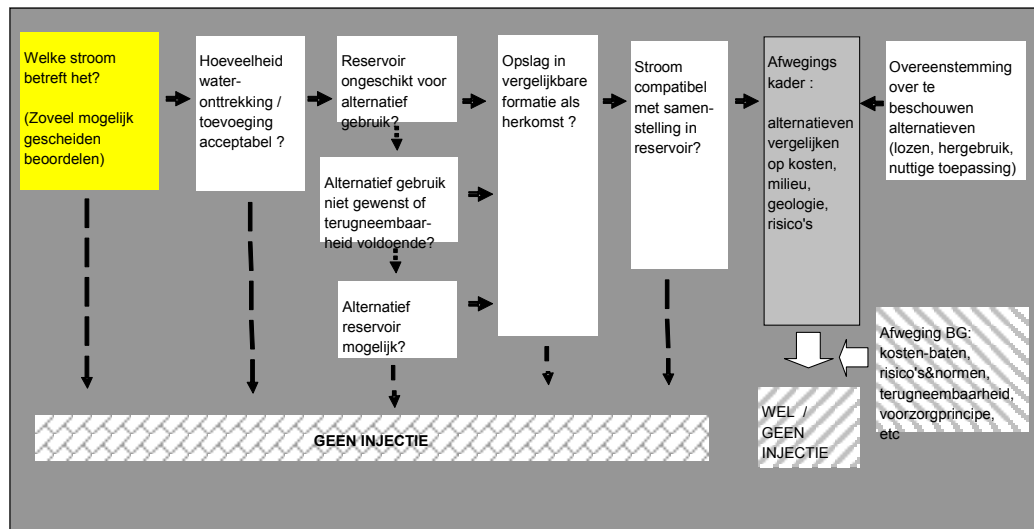 Welke stroom
betreft het?
(Zoveel mogelijk
gescheiden
beoordelen)
Hoeveelheid
water-
onttrekking /
toevoeging
acceptabel ?
Reservoir
ongeschikt voor
alternatief
gebruik?
Alternatief gebruik
niet gewenst of
terugneembaar-
heid voldoende?
Alternatief
reservoir
mogelijk?
Opslag in
vergelijkbare
formatie als
herkomst ?
Stroom
compatibel
met samen-
stelling in
reservoir?
Afwegings
kader :
alternatieven
vergelijken
op kosten,
milieu,
geologie,
risico's
Overeenstemming
over te
beschouwen
alternatieven
(lozen, hergebruik,
nuttige toepassing)
Afweging BG:
kosten-baten,
risico's&normen,
terugneembaarheid,
voorzorgprincipe,
etc
WEL /
GEEN
INJECTIE
GEEN INJECTIE